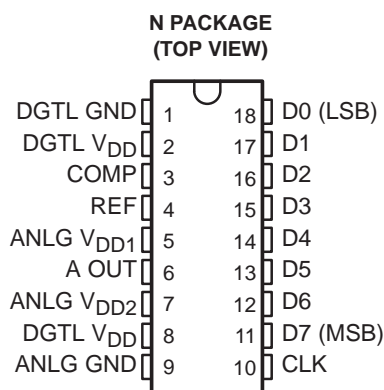 N PACKAGE
(TOP VIEW)
DGTL GND 1 18 D0 (LSB)
DGTL VDD 2 17 D1
COMP 3 16 D2
REF 4 15 D3
ANLG VDD1 5 14 D4
A OUT 6 13 D5
ANLG VDD2 7 12 D6
DGTL VDD 8 11 D7 (MSB)
ANLG GND 9 10 CLK